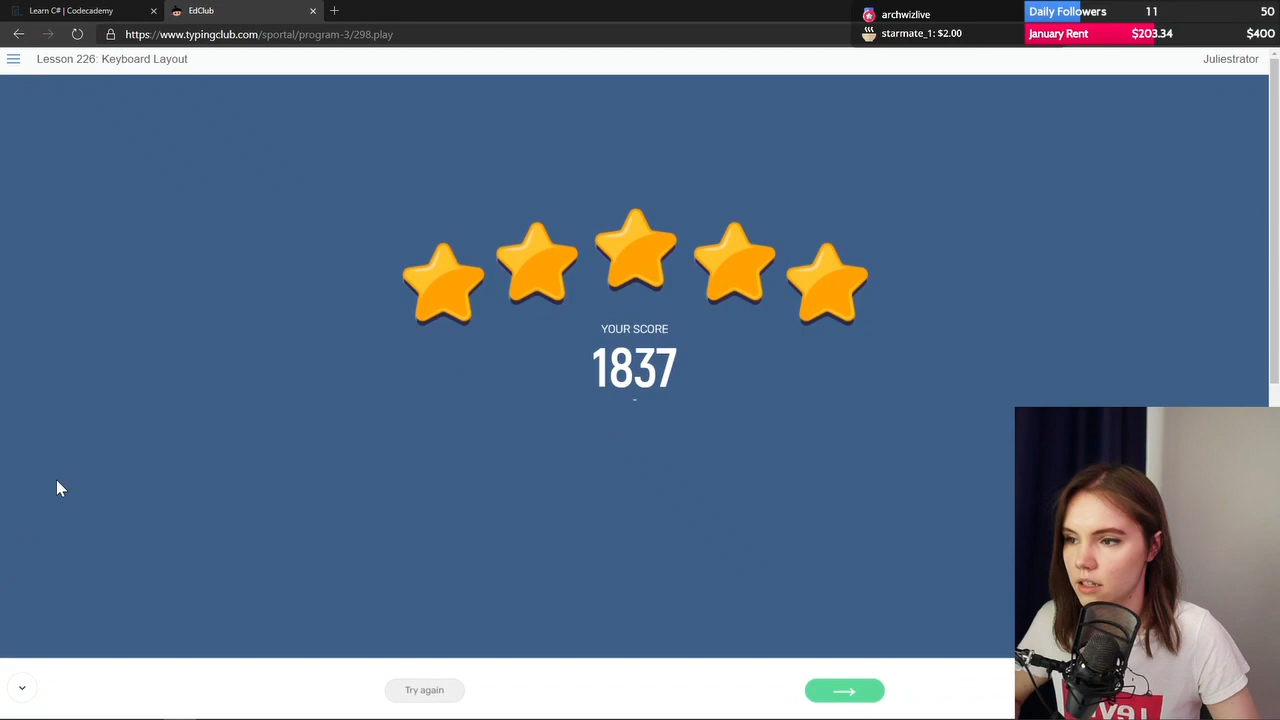 Learn C# | Codecademy
EdClub
https://www.typingclub.com/sportal/program-3/298.play
archwizlive
starmate_1: $2.00
Daily Followers 11 50
January Rent $203.34 $400
Lesson 226: Keyboard Layout
Juliestrator
YOUR SCORE
1837
-
Try again